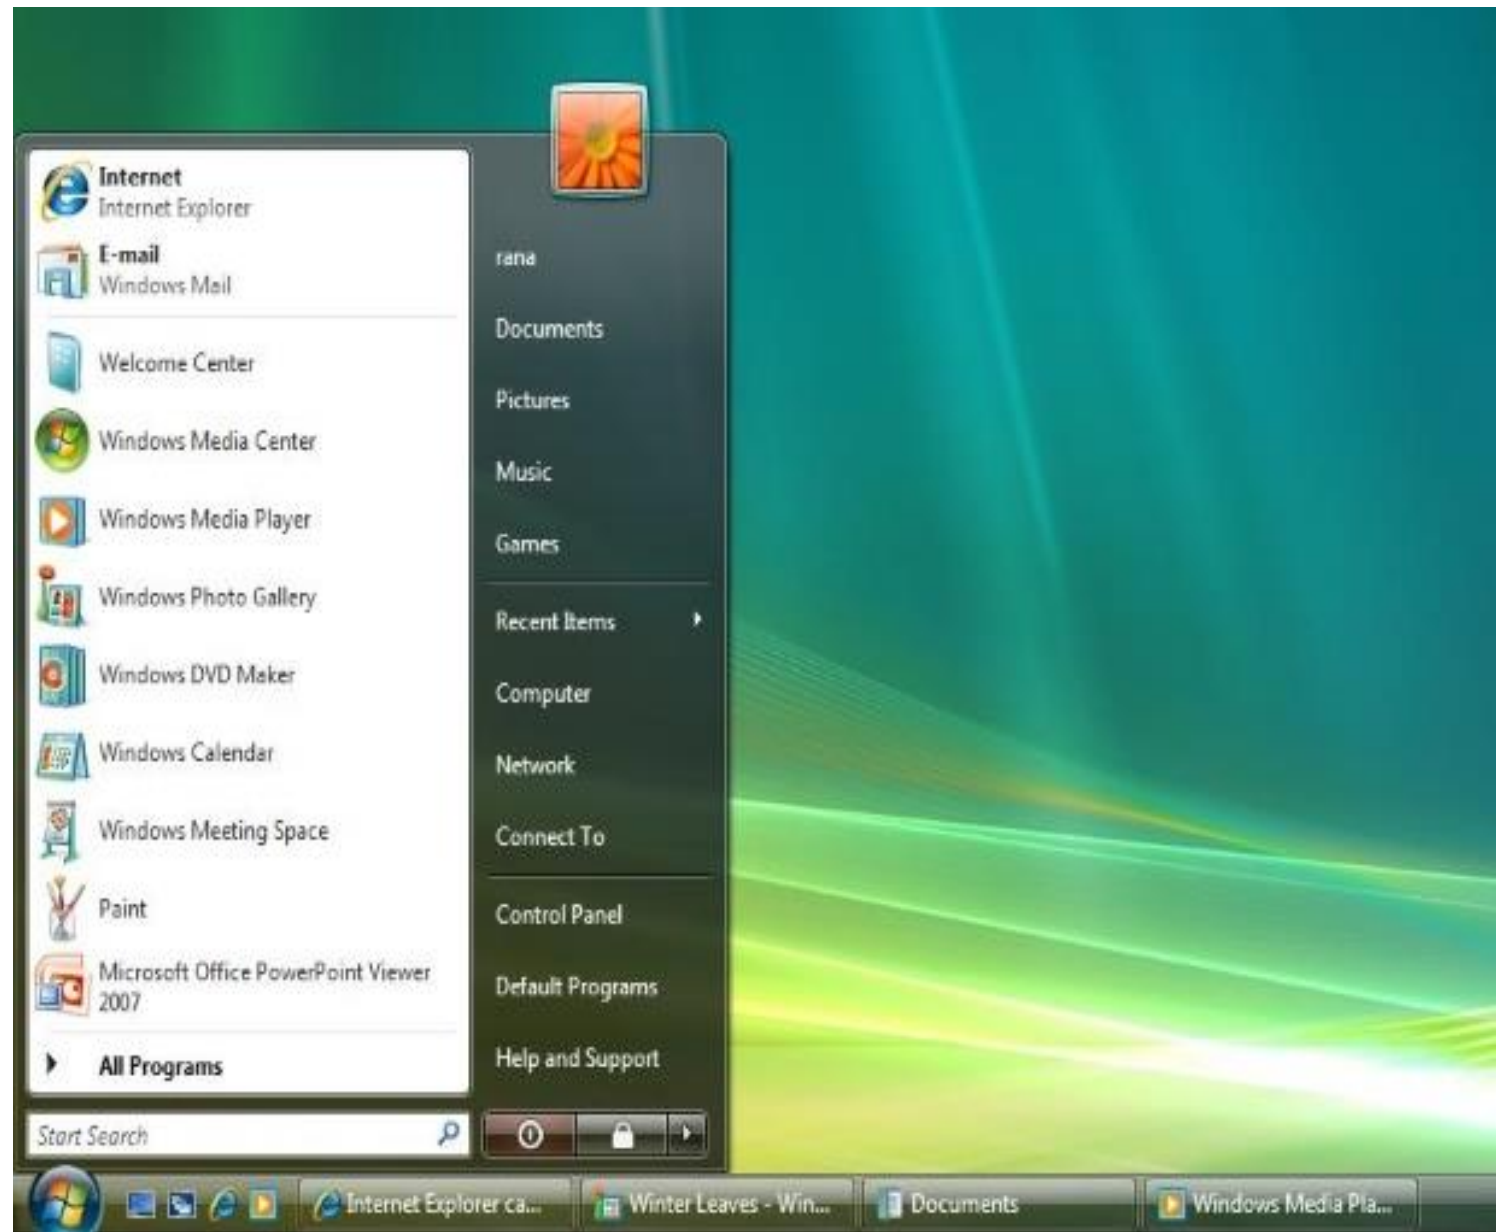 Internet
Internet Explorer
E-mail
Windows Mail
Welcome Center
Windows Media Center
Windows Media Player
Windows Photo Gallery
Windows DVD Maker
Windows Calendar
Windows Meeting Space
Paint
Microsoft Office PowerPoint Viewer
2007
All Programs
Start Search
rana
Documents
Pictures
Music
Games
Recent Items
Computer
Network
Connect To
Control Panel
Default Programs
Help and Support
Internet Explorer ca...
Winter Leaves - Win...
Documents
Windows Media Pla...